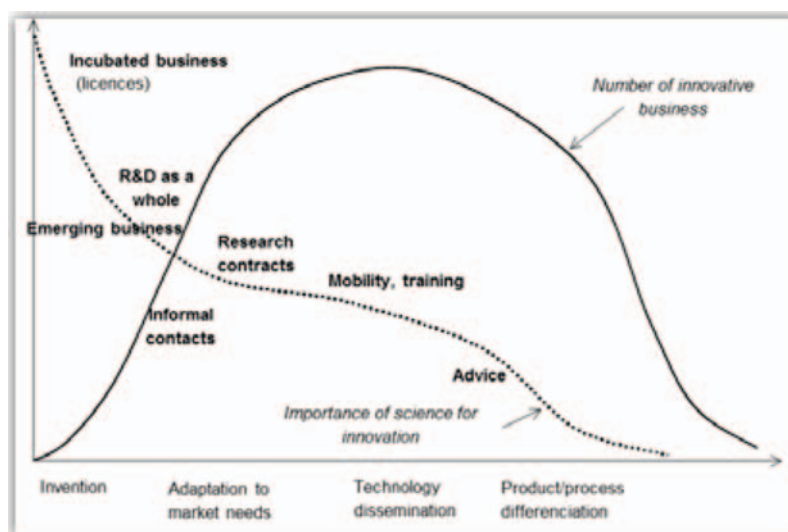 Incubated business
(licences)
Number of innovative
business
R&D as a
whole
Emerging business
Research
contracts
Mobility, training
Informal
contacts
Advice
Importance of science for
innovation
Invention
Adaptation to
market needs
Technology
dissemination
Product/process
differenciation